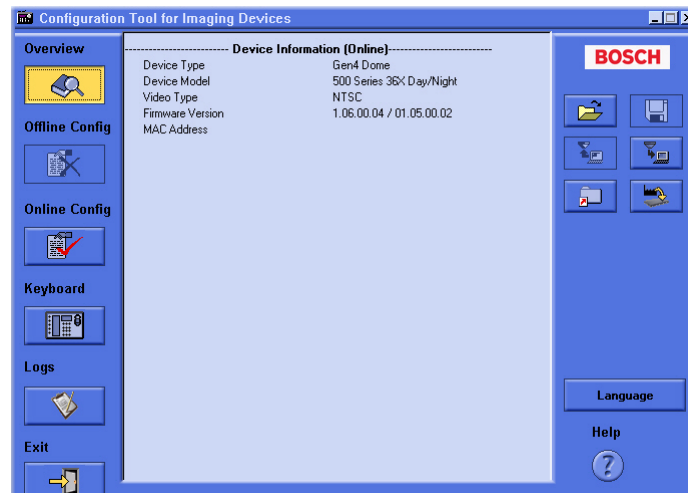 Configuration Tool for Imaging Devices
Overview
Offline Config
Online Config
Keyboard
Logs
Exit
------------------------ Device Information (Online)------------------------
Device Type Gen4 Dome
Device Model 500 Series 36X Day/Night
Video Type NTSC
Firmware Version 1.06.00.04 / 01.05.00.02
MAC Address
BOSCH
Language
Help
?